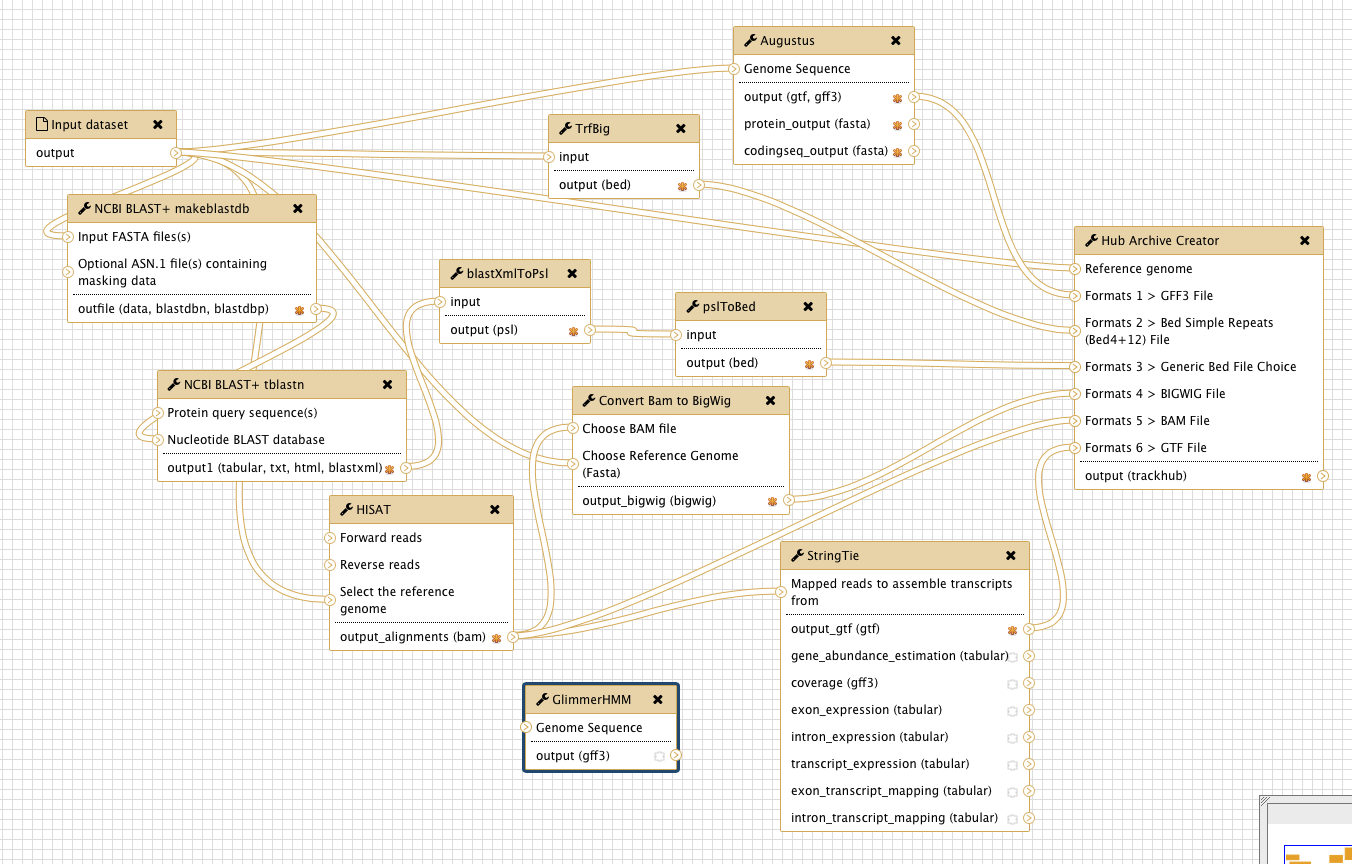 Input dataset
output
NCBI BLAST+ makeblastdb
Input FASTA files(s)
Optional ASN.1 file(s) containing
masking data
outfile (data, blastdbn, blastdbp)
NCBI BLAST+ tblastn
Protein query sequence(s)
Nucleotide BLAST database
output1 (tabular, txt, html, blastxml)
HISAT
Forward reads
Reverse reads
Select the reference
genome
output_alignments (bam)
blastXmlToPsl
input
output (psl)
TrfBig
input
output (bed)
Augustus
Genome Sequence
output (gtf, gff3)
protein_output (fasta)
codingseq_output (fasta)
pslToBed
input
output (bed)
Convert Bam to BigWig
Choose BAM file
Choose Reference Genome
(Fasta)
output_bigwig (bigwig)
GlimmerHMM
Genome Sequence
output (gff3)
StringTie
Mapped reads to assemble transcripts
from
output_gtf (gtf)
gene_abundance_estimation (tabular)
coverage (gff3)
exon_expression (tabular)
intron_expression (tabular)
transcript_expression (tabular)
exon_transcript_mapping (tabular)
intron_transcript_mapping (tabular)
Hub Archive Creator
Reference genome
Formats 1 > GFF3 File
Formats 2 > Bed Simple Repeats
(Bed4+12) File
Formats 3 > Generic Bed File Choice
Formats 4 > BIGWIG File
Formats 5 > BAM File
Formats 6 > GTF File
output (trackhub)